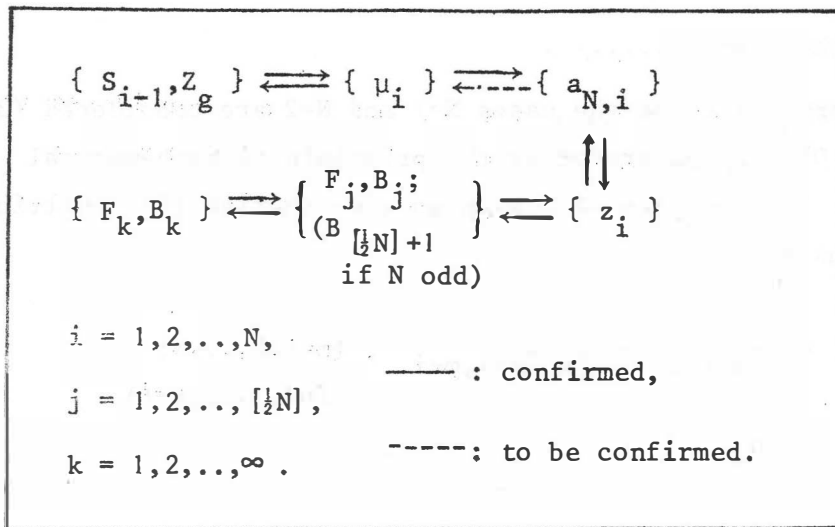 { S_{i-1}, Z_g } ⇌ { μ_i } ⇌ { a_{N,i} }
{ F_k, B_k } ⇌ { F_j, B_j; (B_{[½N]+1} if N odd) } ⇌ { z_i }
i = 1,2,..,N,
j = 1,2,..,[½N],
k = 1,2,..,∞ .
——— : confirmed,
-----: to be confirmed.